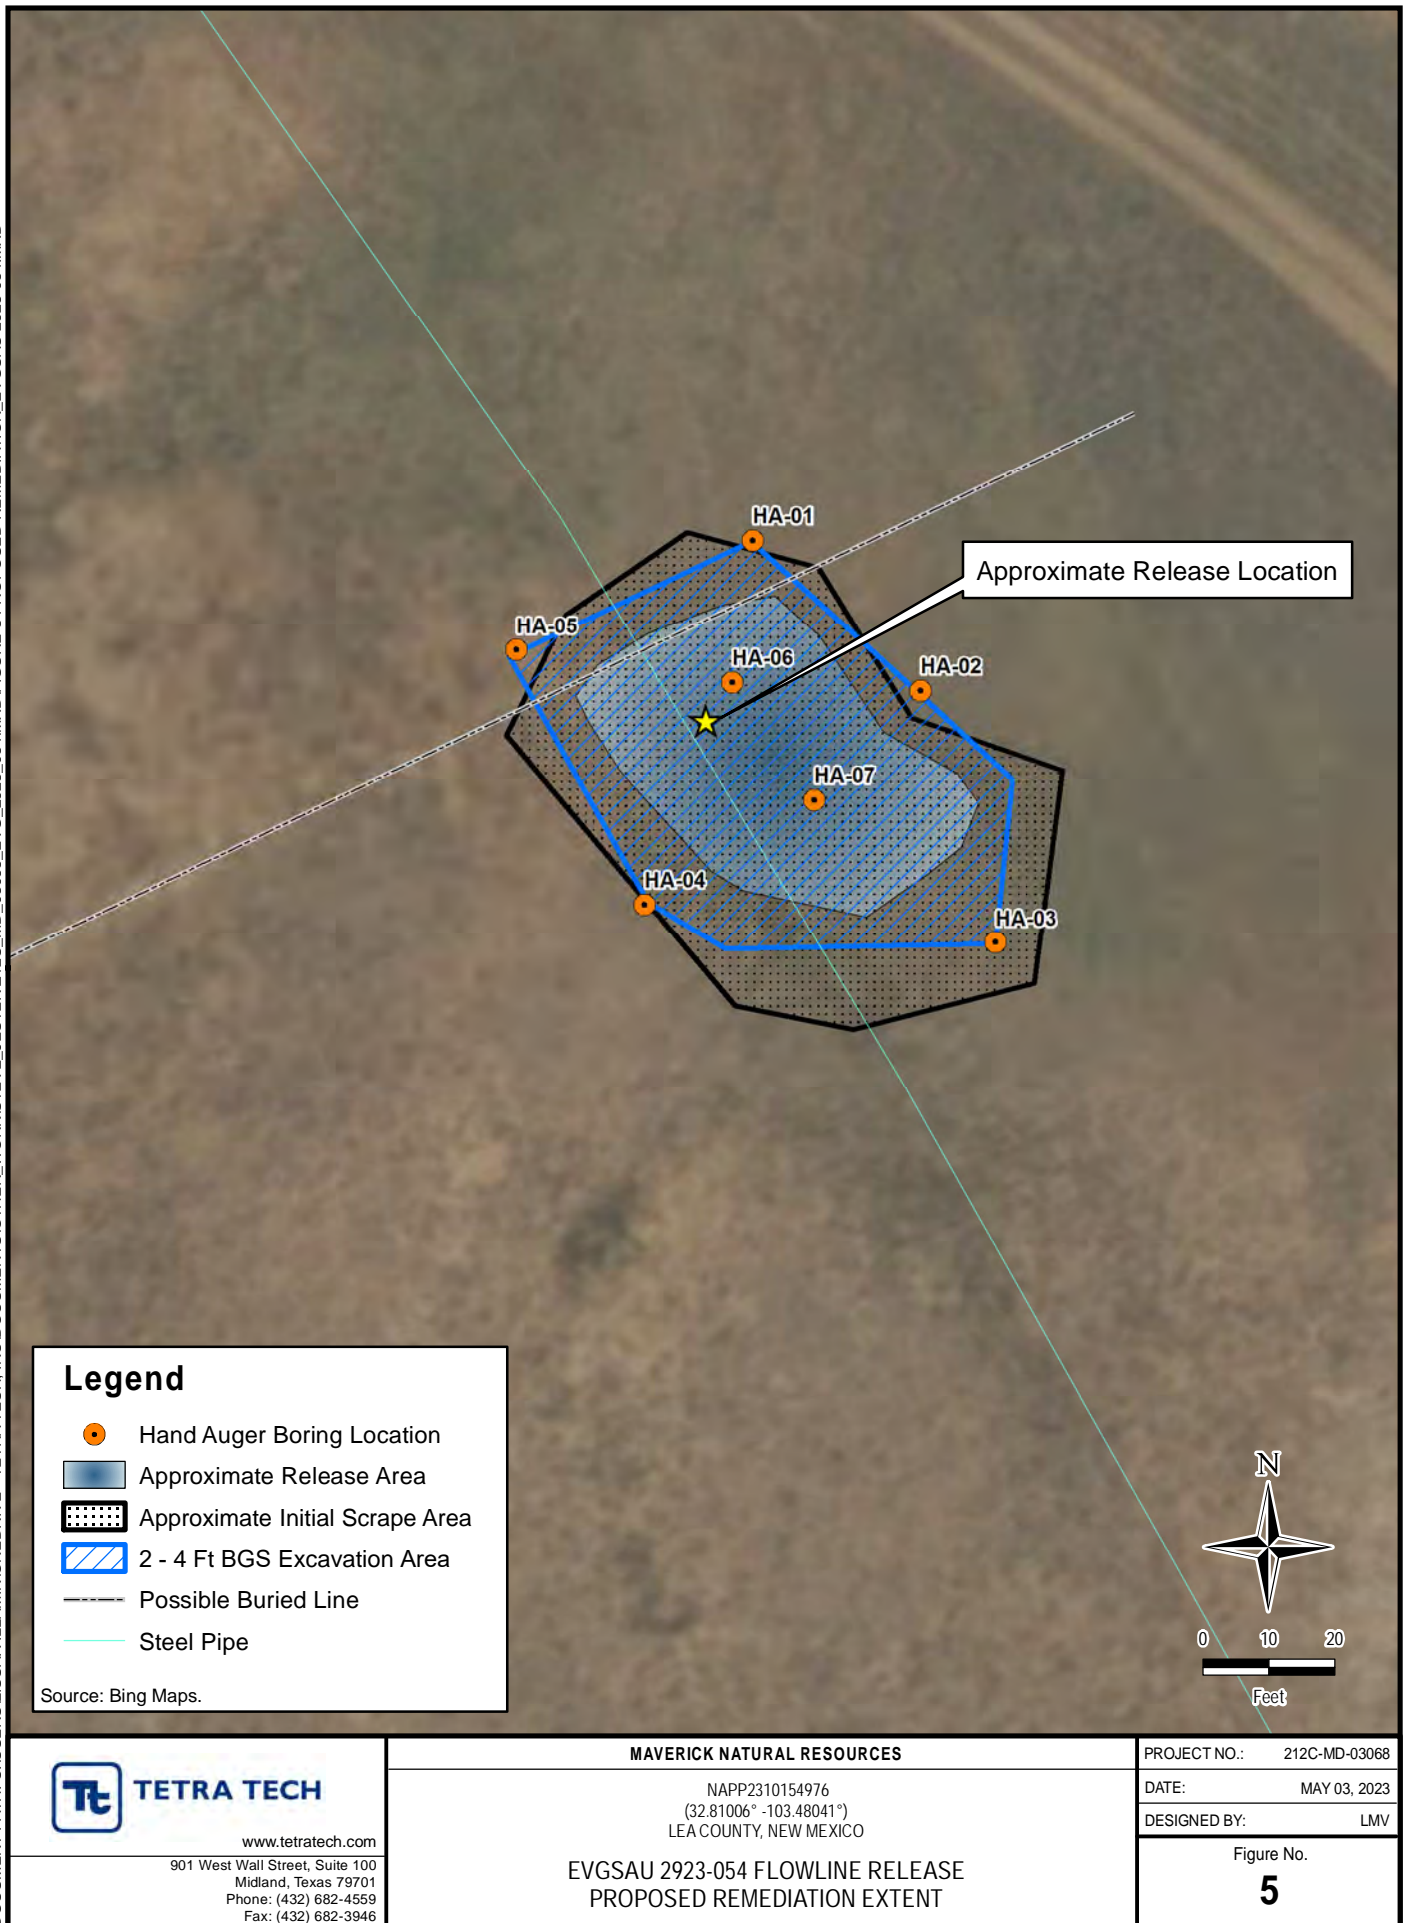 HA-01
Approximate Release Location
HA-05
HA-06
HA-02
HA-07
HA-04
HA-03
Legend
Hand Auger Boring Location
Approximate Release Area
Approximate Initial Scrape Area
2 - 4 Ft BGS Excavation Area
Possible Buried Line
Steel Pipe
Source: Bing Maps.
N
0 10 20
Feet
TETRA TECH
www.tetratech.com
901 West Wall Street, Suite 100
Midland, Texas 79701
Phone: (432) 682-4559
Fax: (432) 682-3946
MAVERICK NATURAL RESOURCES
NAPP2310154976
(32.81006° -103.48041°)
LEA COUNTY, NEW MEXICO
EVGSAU 2923-054 FLOWLINE RELEASE
PROPOSED REMEDIATION EXTENT
PROJECT NO.: 212C-MD-03068
DATE: MAY 03, 2023
DESIGNED BY: LMV
Figure No.
5